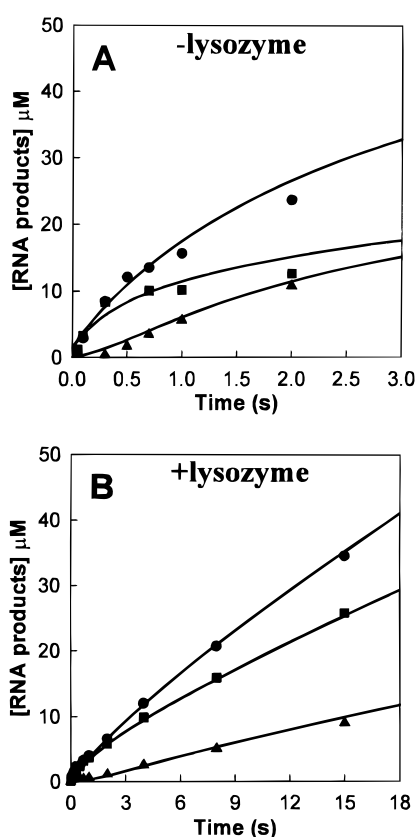 -lysozyme
A
50
40
30
20
10
0
[RNA products] μM
0.0 0.5 1.0 1.5 2.0 2.5 3.0
Time (s)
+lysozyme
B
50
40
30
20
10
0
[RNA products] μM
0 3 6 9 12 15 18
Time (s)